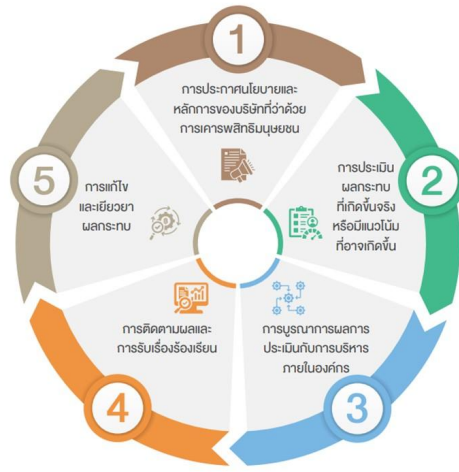 1
การประกาศนโยบายและ
หลักการของบริษัทที่ว่าด้วย
การเคารพสิทธิมนุษยชน
2
การประเมิน
ผลกระทบ
ที่เกิดขึ้นจริง
หรือมีแนวโน้ม
ที่อาจเกิดขึ้น
3
การบูรณาการผลการ
ประเมินกับการบริหาร
ภายในองค์กร
4
การติดตามผลและ
การรับเรื่องร้องเรียน
5
การแก้ไข
และเยียวยา
ผลกระทบ